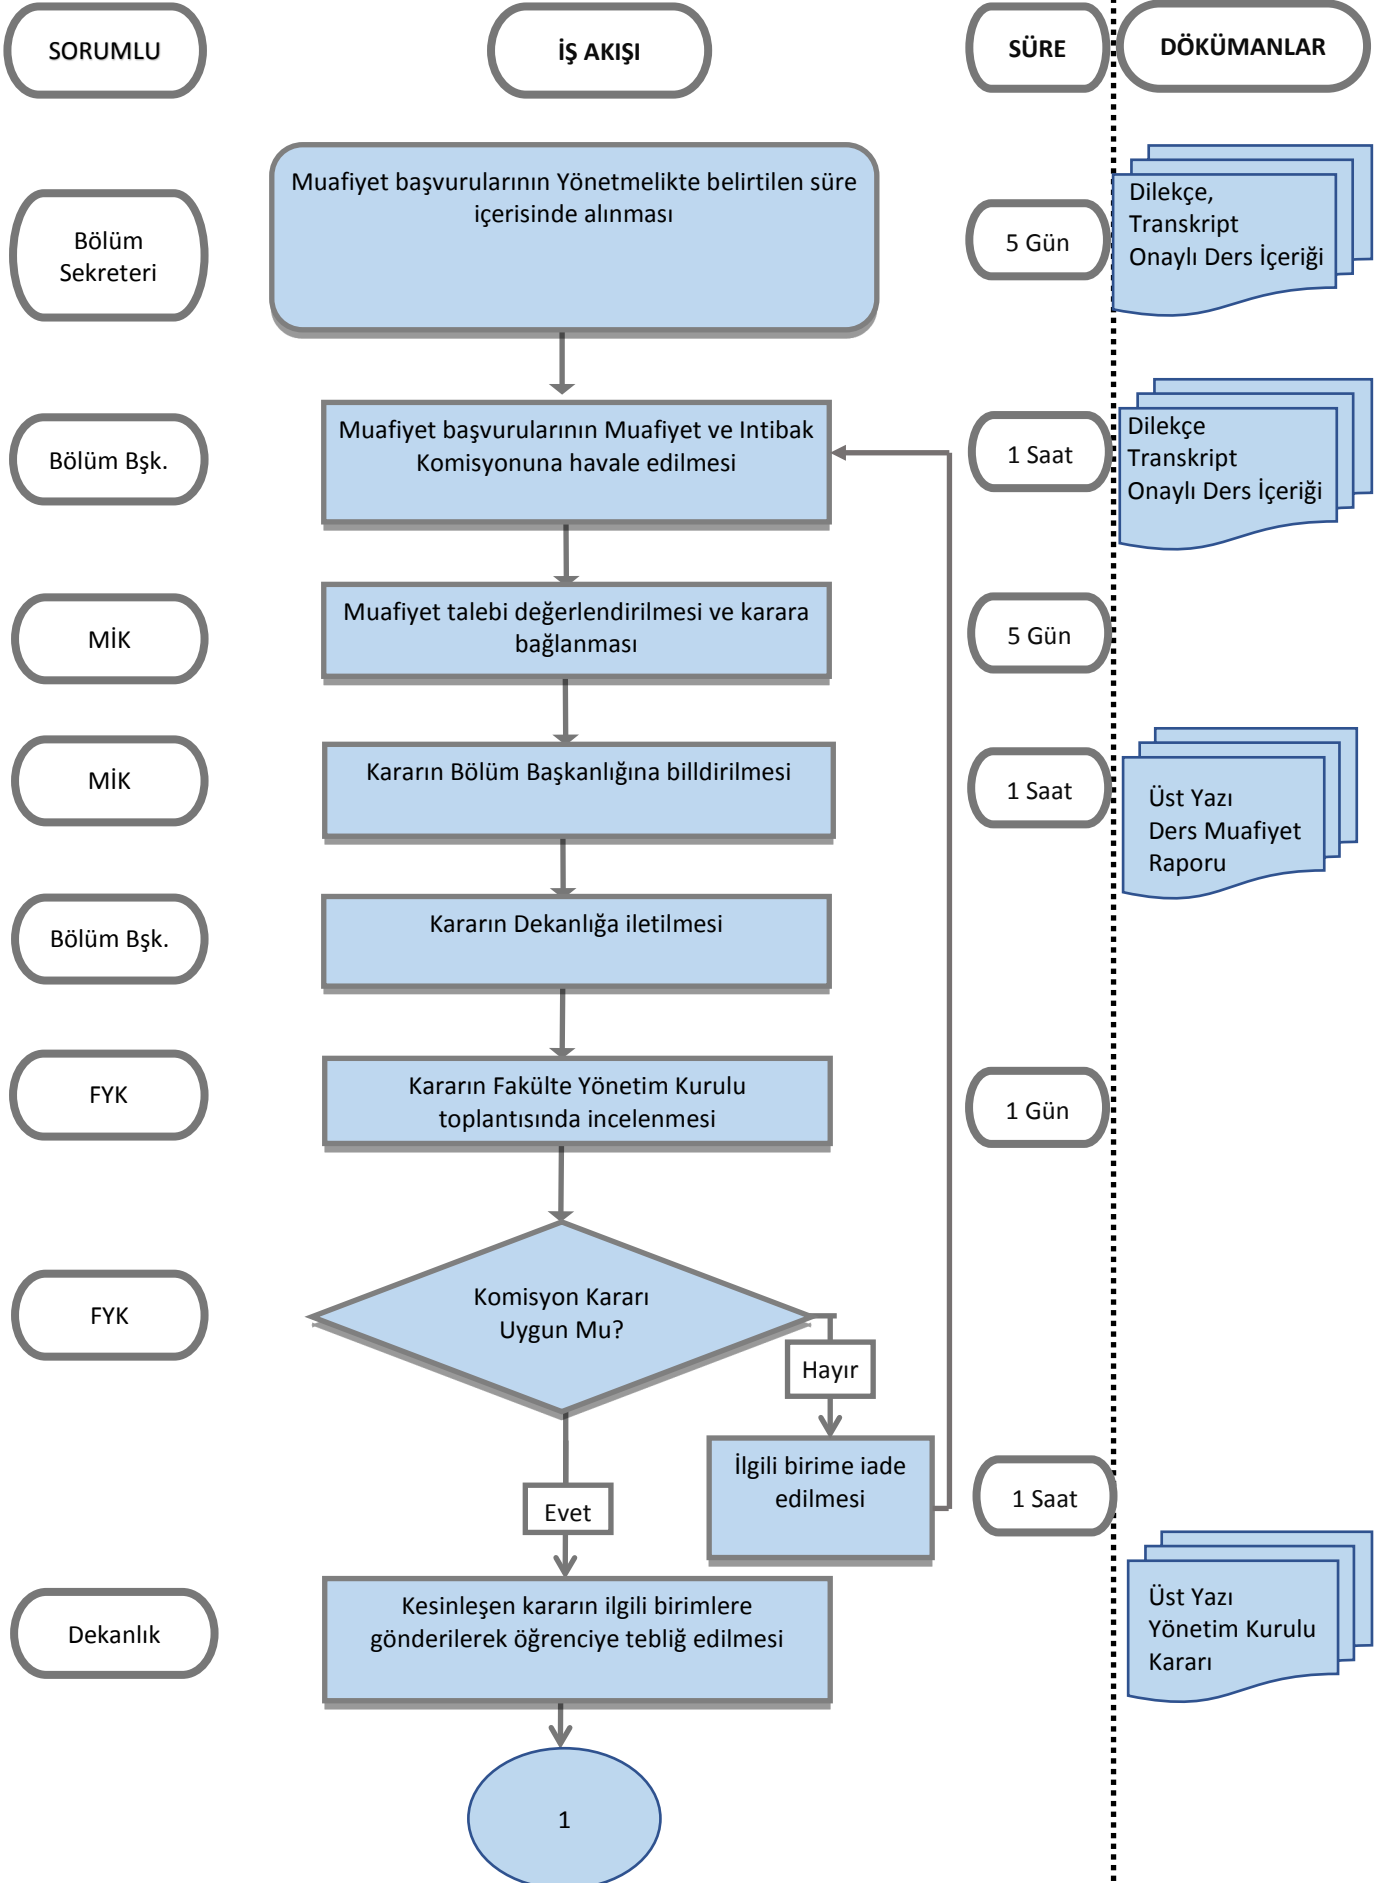 SORUMLU
İŞ AKIŞI
SÜRE
DÖKÜMANLAR
Bölüm
Sekreteri
Muafiyet başvurularının Yönetmelikte belirtilen süre
içerisinde alınması
5 Gün
Dilekçe,
Transkript
Onaylı Ders İçeriği
Bölüm Bşk.
Muafiyet başvurularının Muafiyet ve Intibak
Komisyonuna havale edilmesi
1 Saat
Dilekçe
Transkript
Onaylı Ders İçeriği
MİK
Muafiyet talebi değerlendirilmesi ve karara
bağlanması
5 Gün
MİK
Kararın Bölüm Başkanlığına billdirilmesi
1 Saat
Üst Yazı
Ders Muafiyet
Raporu
Bölüm Bşk.
Kararın Dekanlığa iletilmesi
FYK
Kararın Fakülte Yönetim Kurulu
toplantısında incelenmesi
1 Gün
FYK
Komisyon Kararı
Uygun Mu?
Hayır
İlgili birime iade
edilmesi
1 Saat
Evet
Dekanlık
Kesinleşen kararın ilgili birimlere
gönderilerek öğrenciye tebliğ edilmesi
Üst Yazı
Yönetim Kurulu
Kararı
1